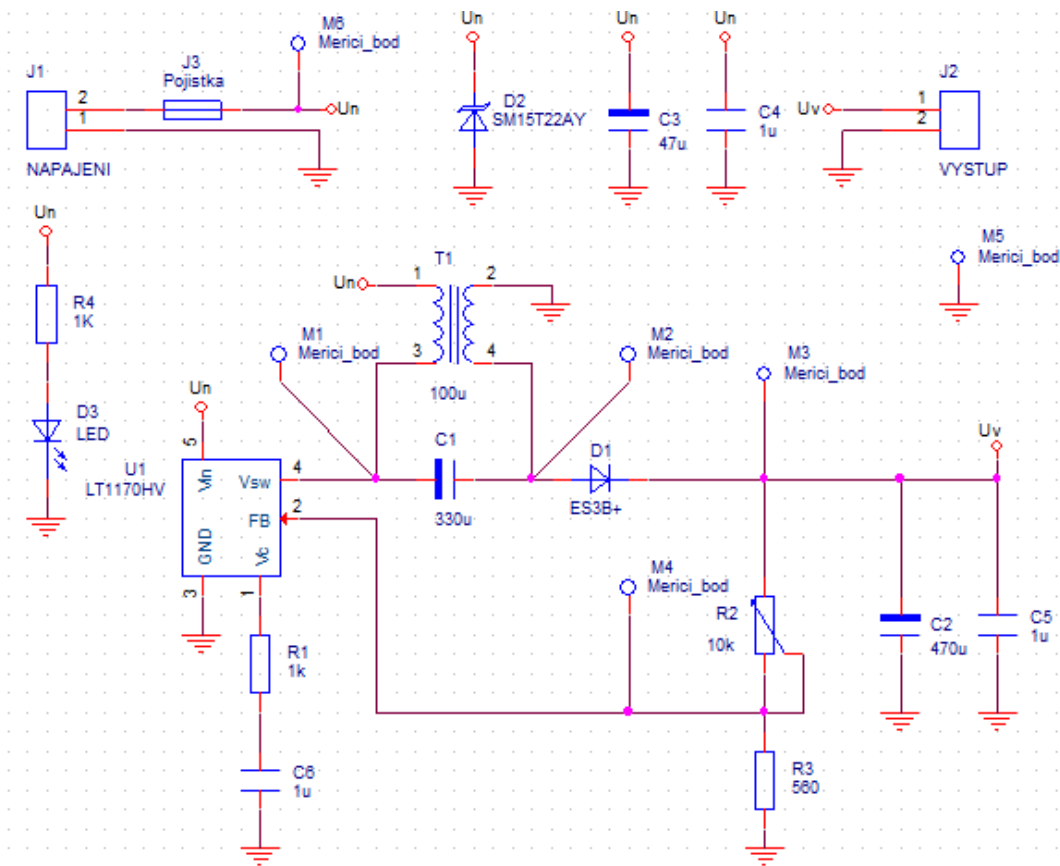 M6
Merici_bod
J1
J3
Pojistka
2
1
Un
NAPAJENI
Un
D2
SM15T22AY
Un
C3
47u
Un
C4
1u
J2
Uv
1
2
VYSTUP
Un
R4
1K
D3
LED
M5
Merici_bod
T1
Un
1
2
3
4
100u
M1
Merici_bod
M2
Merici_bod
M3
Merici_bod
Un
U1
LT1170HV
5
Vin
Vsw
4
FB
2
GND
Vc
3
1
C1
330u
D1
ES3B+
Uv
M4
Merici_bod
R2
10k
C2
470u
C5
1u
R1
1k
C6
1u
R3
560